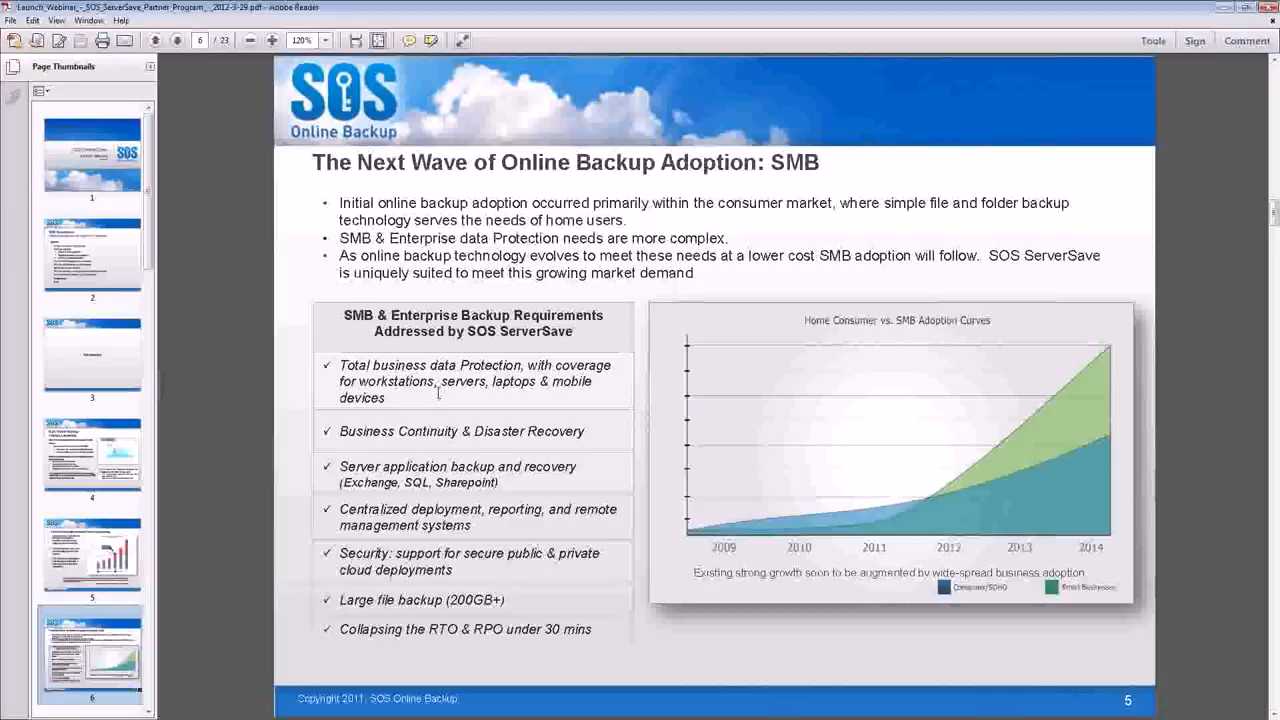 Launch_Webinar_-_SOS_ServerSave_Partner_Program_ _2012-3-29.pdf - Adobe Reader
File Edit View Window Help
6 / 23 120% Tools Sign Comment
Page Thumbnails
1
2
3
4
5
6
SOS
Online Backup
The Next Wave of Online Backup Adoption: SMB
• Initial online backup adoption occurred primarily within the consumer market, where simple file and folder backup
technology serves the needs of home users.
• SMB & Enterprise data Protection needs are more complex.
• As online backup technology evolves to meet these needs at a lower cost SMB adoption will follow. SOS ServerSave
is uniquely suited to meet this growing market demand
SMB & Enterprise Backup Requirements
Addressed by SOS ServerSave
✓ Total business data Protection, with coverage
for workstations, servers, laptops & mobile
devices
✓ Business Continuity & Disaster Recovery
✓ Server application backup and recovery
(Exchange, SQL, Sharepoint)
✓ Centralized deployment, reporting, and remote
management systems
✓ Security: support for secure public & private
cloud deployments
✓ Large file backup (200GB+)
✓ Collapsing the RTO & RPO under 30 mins
Home Consumer vs. SMB Adoption Curves
2009 2010 2011 2012 2013 2014
Existing strong growth soon to be augmented by wide-spread business adoption
Consumer/SOHO Small Businesses
Copyright 2011, SOS Online Backup
5